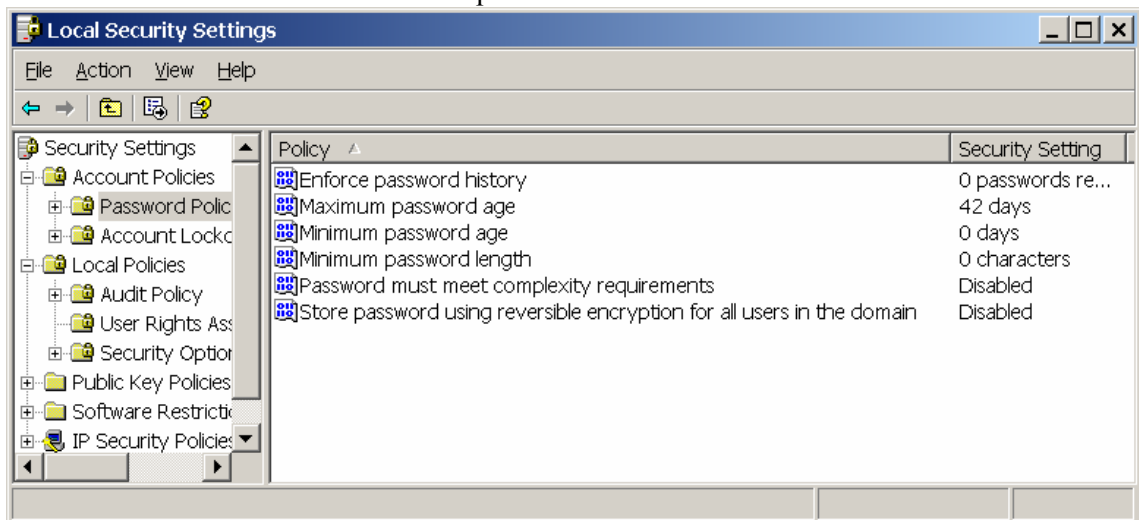 Local Security Settings
File Action View Help
Security Settings
Account Policies
Password Polic
Account Lockc
Local Policies
Audit Policy
User Rights Ass
Security Option
Public Key Policies
Software Restrictio
IP Security Policies
Policy Security Setting
Enforce password history 0 passwords re...
Maximum password age 42 days
Minimum password age 0 days
Minimum password length 0 characters
Password must meet complexity requirements Disabled
Store password using reversible encryption for all users in the domain Disabled